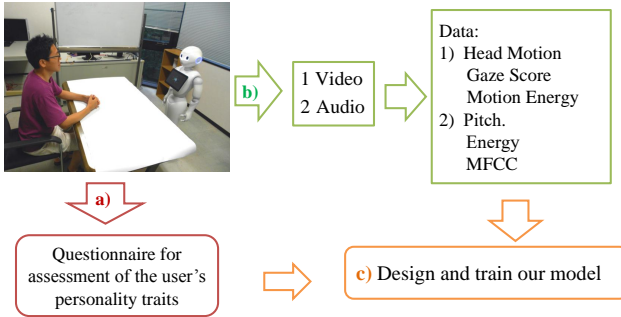 b)
1 Video
2 Audio
Data:
1) Head Motion
Gaze Score
Motion Energy
2) Pitch.
Energy
MFCC
a)
Questionnaire for
assessment of the user's
personality traits
c) Design and train our model